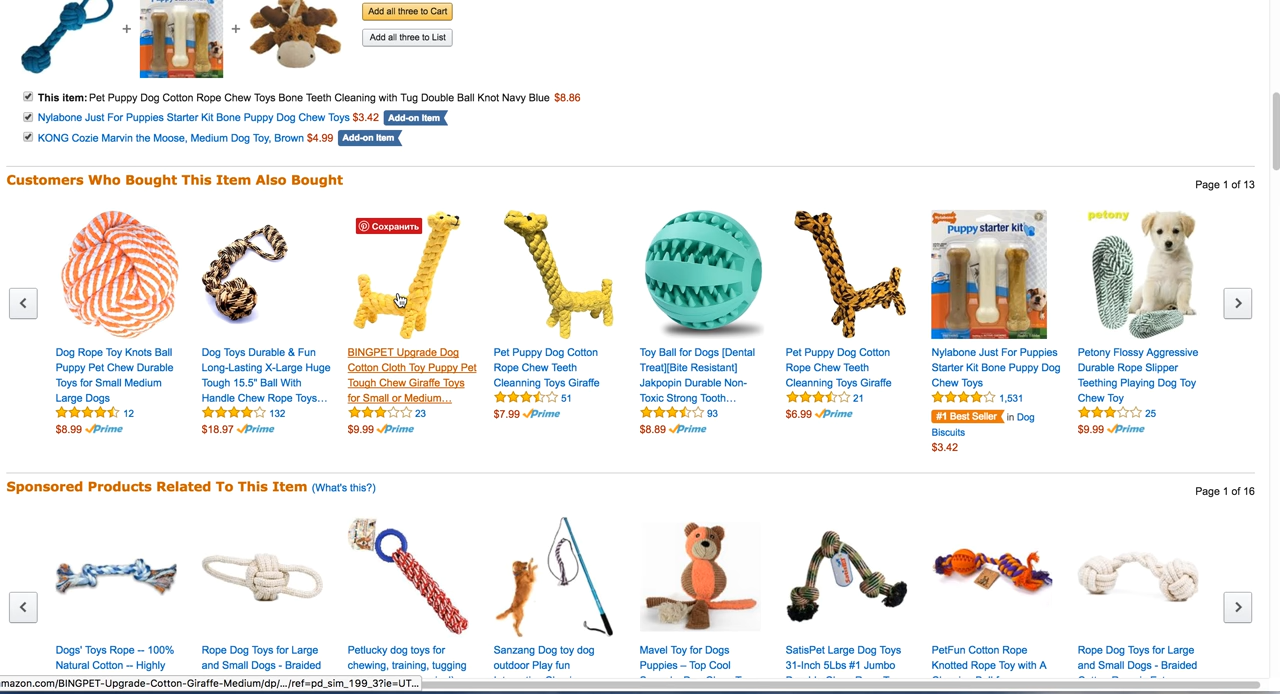 Add all three to Cart
+ +
Add all three to List
This item: Pet Puppy Dog Cotton Rope Chew Toys Bone Teeth Cleaning with Tug Double Ball Knot Navy Blue $8.86
Nylabone Just For Puppies Starter Kit Bone Puppy Dog Chew Toys $3.42 Add-on Item
KONG Cozie Marvin the Moose, Medium Dog Toy, Brown $4.99 Add-on Item
Customers Who Bought This Item Also Bought
Page 1 of 13
Сохранить
Nylabone
Puppy
starter kit
petony
Dog Rope Toy Knots Ball
Puppy Pet Chew Durable
Toys for Small Medium
Large Dogs
12
$8.99 Prime
Dog Toys Durable & Fun
Long-Lasting X-Large Huge
Tough 15.5" Ball With
Handle Chew Rope Toys…
132
$18.97 Prime
BINGPET Upgrade Dog
Cotton Cloth Toy Puppy Pet
Tough Chew Giraffe Toys
for Small or Medium…
23
$9.99 Prime
Pet Puppy Dog Cotton
Rope Chew Teeth
Cleanning Toys Giraffe
51
$7.99 Prime
Toy Ball for Dogs [Dental
Treat][Bite Resistant]
Jakpopin Durable Non-
Toxic Strong Tooth…
93
$8.89 Prime
Pet Puppy Dog Cotton
Rope Chew Teeth
Cleanning Toys Giraffe
21
$6.99 Prime
Nylabone Just For Puppies
Starter Kit Bone Puppy Dog
Chew Toys
1,531
#1 Best Seller in Dog
Biscuits
$3.42
Petony Flossy Aggressive
Durable Rope Slipper
Teething Playing Dog Toy
Chew Toy
25
$9.99 Prime
Sponsored Products Related To This Item (What's this?)
Page 1 of 16
Dogs' Toys Rope -- 100%
Natural Cotton -- Highly
Rope Dog Toys for Large
and Small Dogs - Braided
Petlucky dog toys for
chewing, training, tugging
Sanzang Dog toy dog
outdoor Play fun
Mavel Toy for Dogs
Puppies – Top Cool
SatisPet Large Dog Toys
31-Inch 5Lbs #1 Jumbo
PetFun Cotton Rope
Knotted Rope Toy with A
Rope Dog Toys for Large
and Small Dogs - Braided
mazon.com/BINGPET-Upgrade-Cotton-Giraffe-Medium/dp/.../ref=pd_sim_199_3?ie=UT...